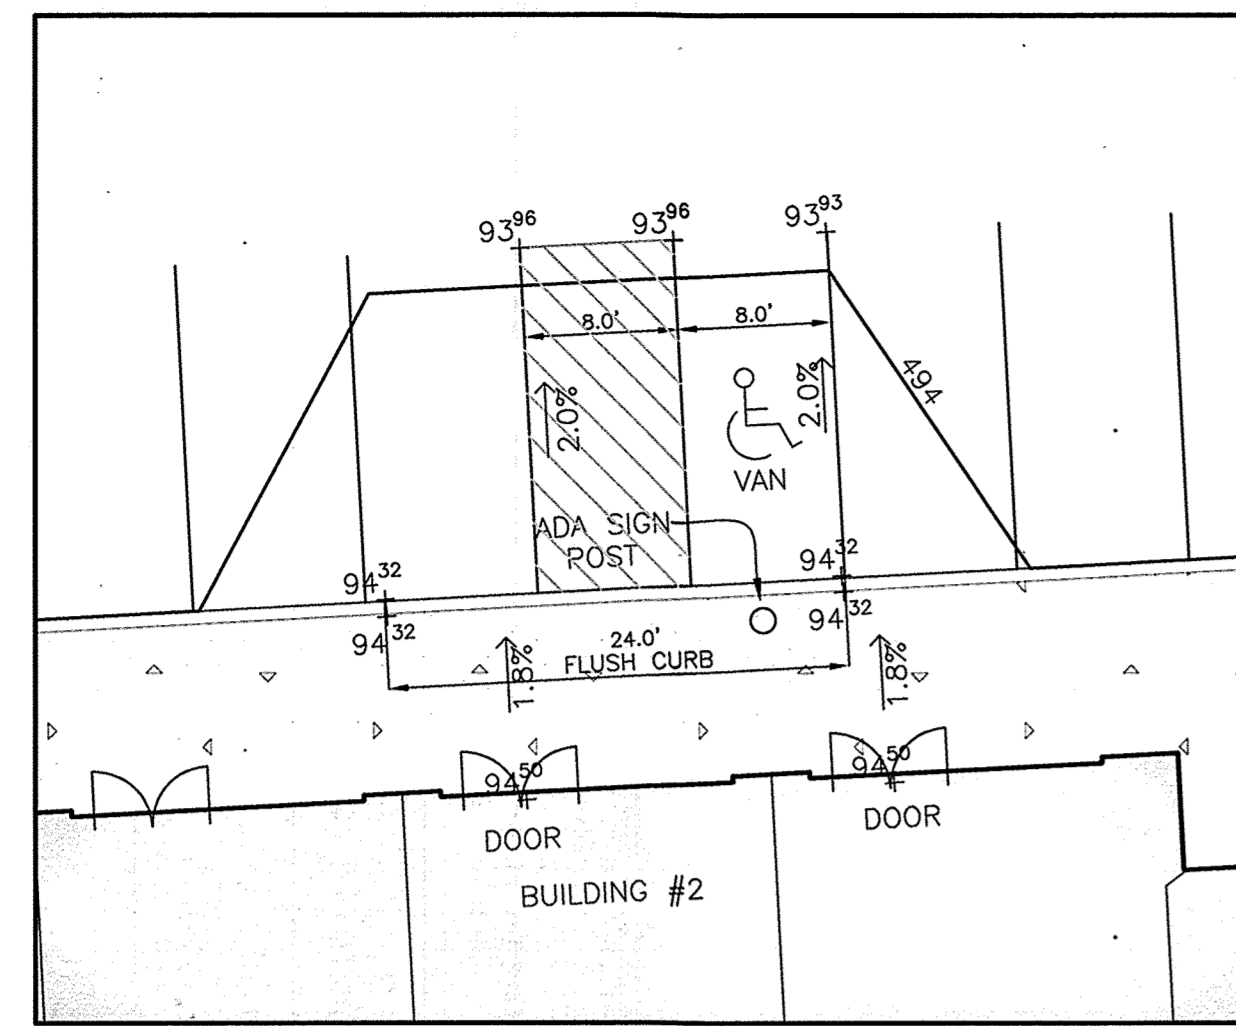 93⁹⁶
93⁹⁶
93⁹³
8.0'
8.0'
494
2.0%
2.0%
VAN
ADA SIGN
POST
94³²
94³²
94³²
94³²
24.0'
FLUSH CURB
1.8%
1.8%
94⁵⁰
94⁵⁰
DOOR
DOOR
BUILDING #2